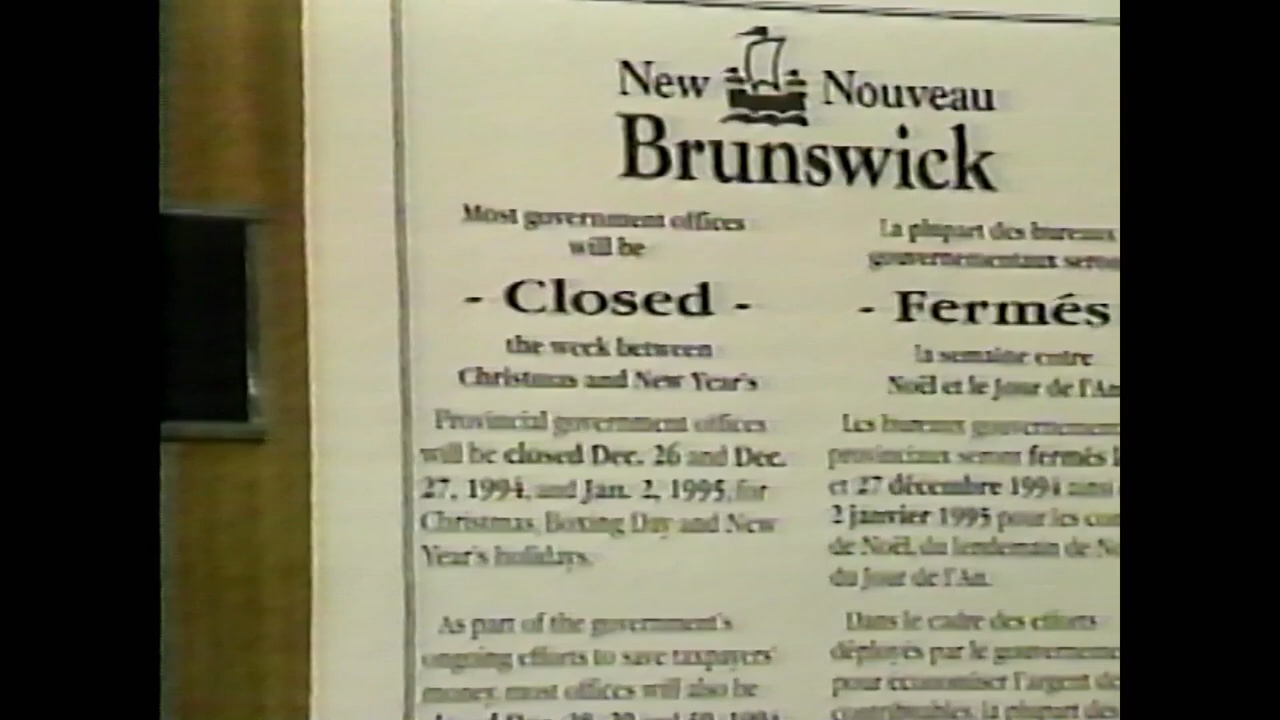 New Nouveau
Brunswick
Most government offices
will be
- Closed -
the week between
Christmas and New Year's
Provincial government offices
will be closed Dec. 26 and Dec.
27, 1994, and Jan. 2, 1995, for
Christmas, Boxing Day and New
Year's holidays.
As part of the government's
ongoing efforts to save taxpayers'
money, most offices will also be
La plupart des bureaux
gouvernementaux
- Fermés
la semaine entre
Noël et le Jour de l'An
Les bureaux
provinciaux seront fermés
et 27 décembre 1994
2 janvier 1995 pour les
de Noël, du lendemain de
du Jour de l'An.
Dans le cadre des efforts
déployés par le
pour économiser l'argent
contribuables, la plupart des